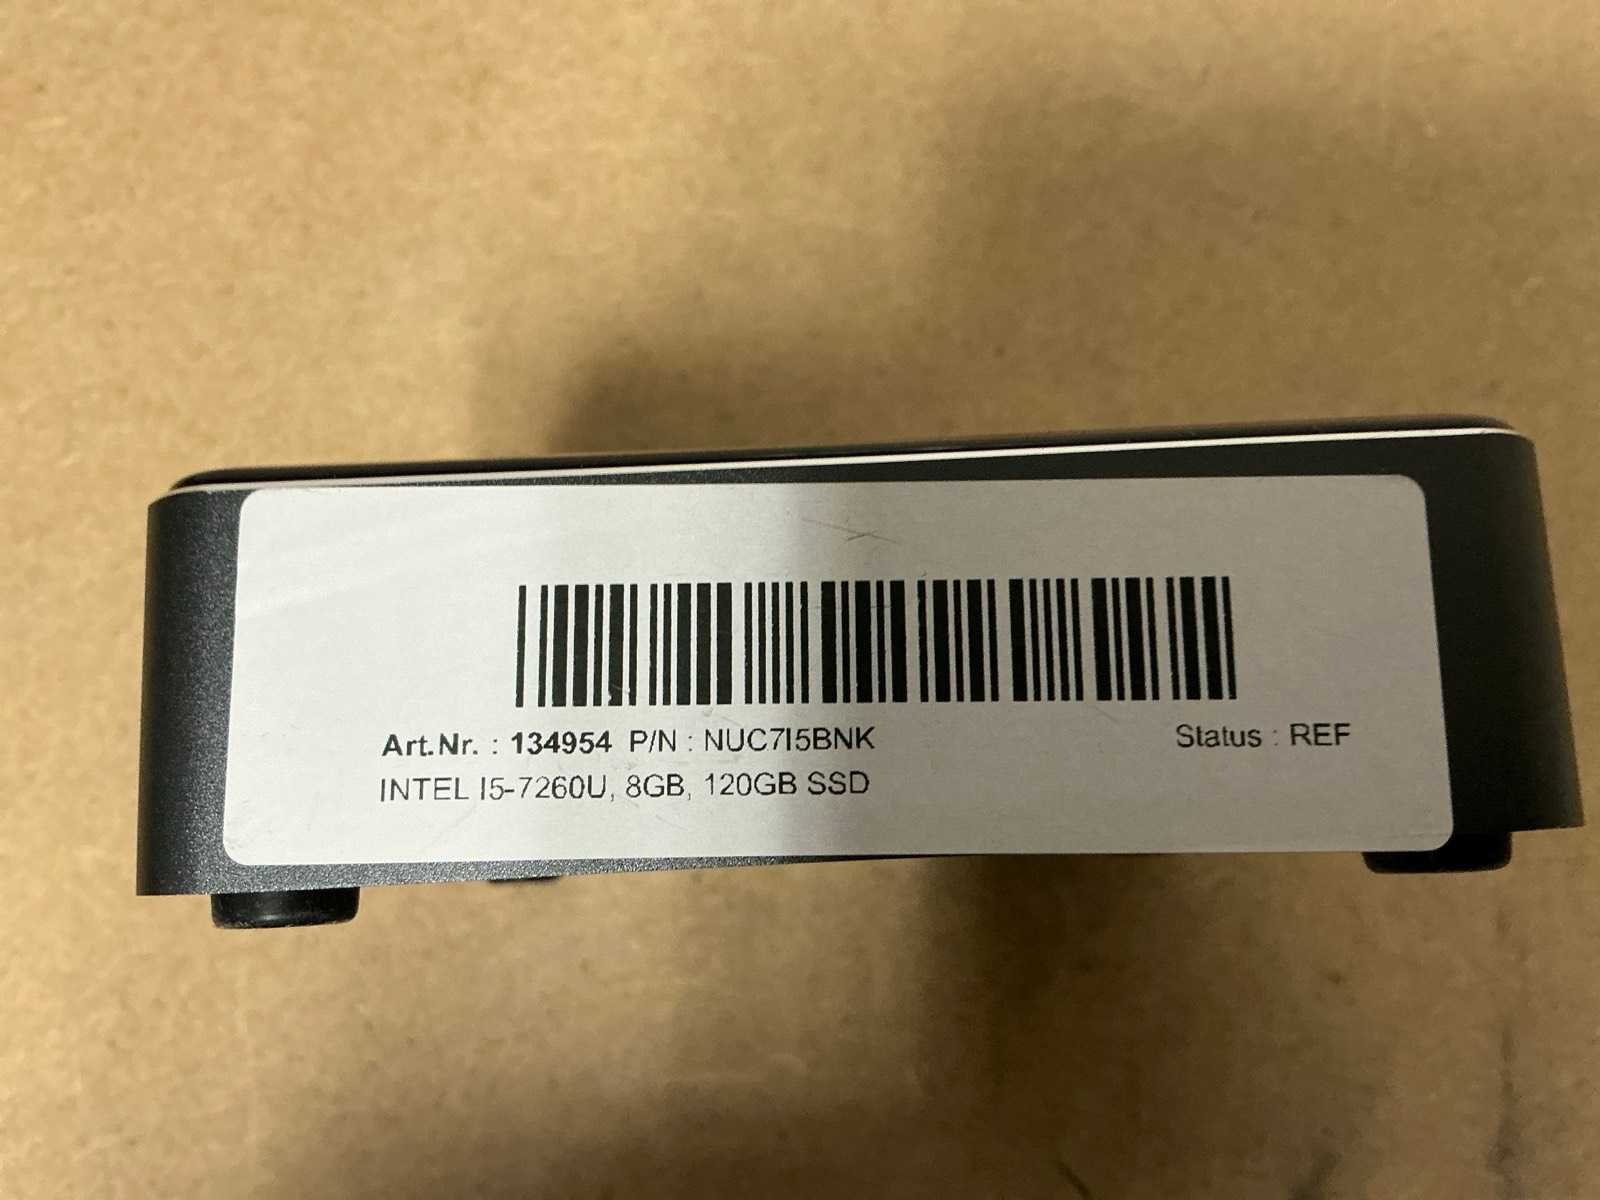 Art.Nr. : 134954 P/N : NUC7I5BNK Status : REF
INTEL I5-7260U, 8GB, 120GB SSD